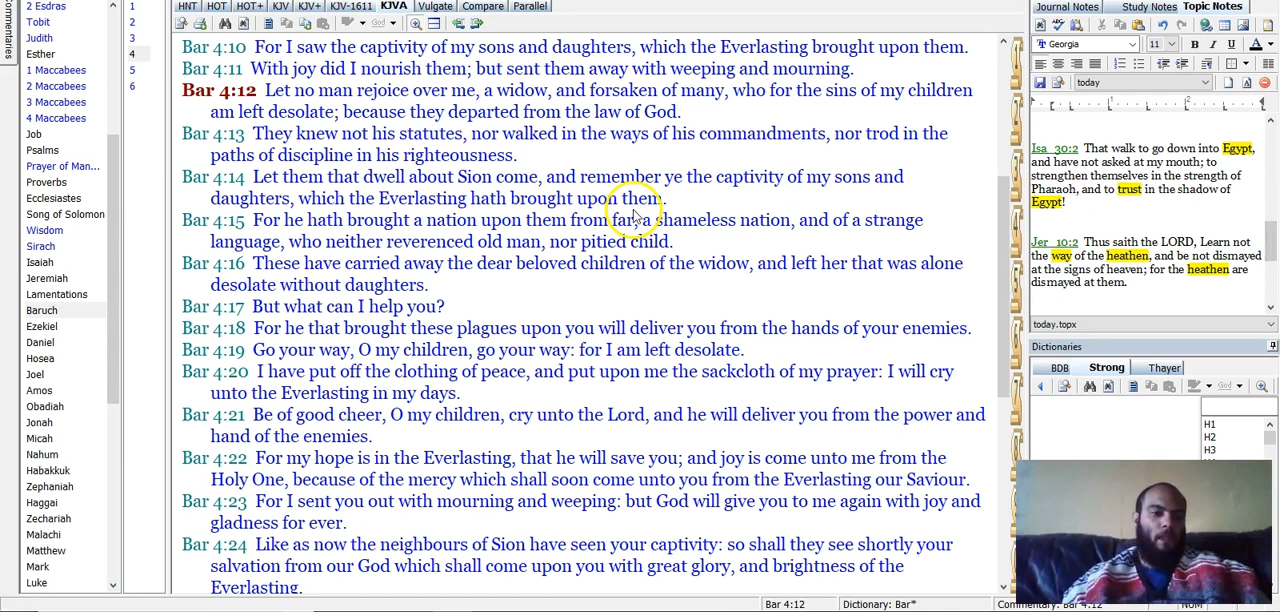 HNT HOT HOT+ KJV KJV+ KJV-1611 KJVA Vulgate Compare Parallel
Commentaries
2 Esdras
Tobit
Judith
Esther
1 Maccabees
2 Maccabees
3 Maccabees
4 Maccabees
Job
Psalms
Prayer of Man...
Proverbs
Ecclesiastes
Song of Solomon
Wisdom
Sirach
Isaiah
Jeremiah
Lamentations
Baruch
Ezekiel
Daniel
Hosea
Joel
Amos
Obadiah
Jonah
Micah
Nahum
Habakkuk
Zephaniah
Haggai
Zechariah
Malachi
Matthew
Mark
Luke
1
2
3
4
5
6
God
Bar 4:10 For I saw the captivity of my sons and daughters, which the Everlasting brought upon them.
Bar 4:11 With joy did I nourish them; but sent them away with weeping and mourning.
Bar 4:12 Let no man rejoice over me, a widow, and forsaken of many, who for the sins of my children
am left desolate; because they departed from the law of God.
Bar 4:13 They knew not his statutes, nor walked in the ways of his commandments, nor trod in the
paths of discipline in his righteousness.
Bar 4:14 Let them that dwell about Sion come, and remember ye the captivity of my sons and
daughters, which the Everlasting hath brought upon them.
Bar 4:15 For he hath brought a nation upon them from far, a shameless nation, and of a strange
language, who neither reverenced old man, nor pitied child.
Bar 4:16 These have carried away the dear beloved children of the widow, and left her that was alone
desolate without daughters.
Bar 4:17 But what can I help you?
Bar 4:18 For he that brought these plagues upon you will deliver you from the hands of your enemies.
Bar 4:19 Go your way, O my children, go your way: for I am left desolate.
Bar 4:20 I have put off the clothing of peace, and put upon me the sackcloth of my prayer: I will cry
unto the Everlasting in my days.
Bar 4:21 Be of good cheer, O my children, cry unto the Lord, and he will deliver you from the power and
hand of the enemies.
Bar 4:22 For my hope is in the Everlasting, that he will save you; and joy is come unto me from the
Holy One, because of the mercy which shall soon come unto you from the Everlasting our Saviour.
Bar 4:23 For I sent you out with mourning and weeping: but God will give you to me again with joy and
gladness for ever.
Bar 4:24 Like as now the neighbours of Sion have seen your captivity: so shall they see shortly your
salvation from our God which shall come upon you with great glory, and brightness of the
Everlasting.
Journal Notes Study Notes Topic Notes
Georgia 11 B I U A
today
1 2
Isa 30:2 That walk to go down into Egypt,
and have not asked at my mouth; to
strengthen themselves in the strength of
Pharaoh, and to trust in the shadow of
Egypt!
Jer 10:2 Thus saith the LORD, Learn not
the way of the heathen, and be not dismayed
at the signs of heaven; for the heathen are
dismayed at them.
today.topx
Dictionaries
BDB Strong Thayer
God
H1
H2
H3
Bar 4:12 Dictionary: Bar* Commentary: Bar 4:12 NUM